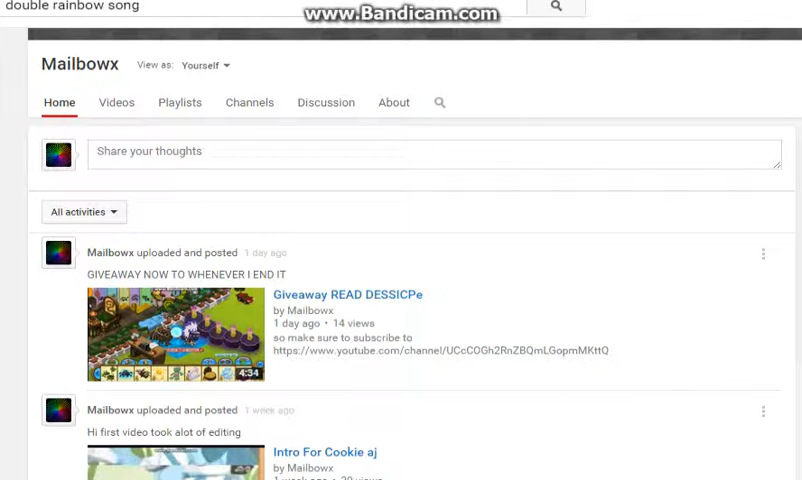 double rainbow song
www.Bandicam.com
Mailbowx View as: Yourself
Home Videos Playlists Channels Discussion About
Share your thoughts
All activities
Mailbowx uploaded and posted 1 day ago
GIVEAWAY NOW TO WHENEVER I END IT
Giveaway READ DESSICPe
by Mailbowx
1 day ago • 14 views
so make sure to subscribe to
https://www.youtube.com/channel/UCcCOGh2RnZBQmLGopmMKttQ
4:34
Mailbowx uploaded and posted 1 week ago
Hi first video took alot of editing
Intro For Cookie aj
by Mailbowx